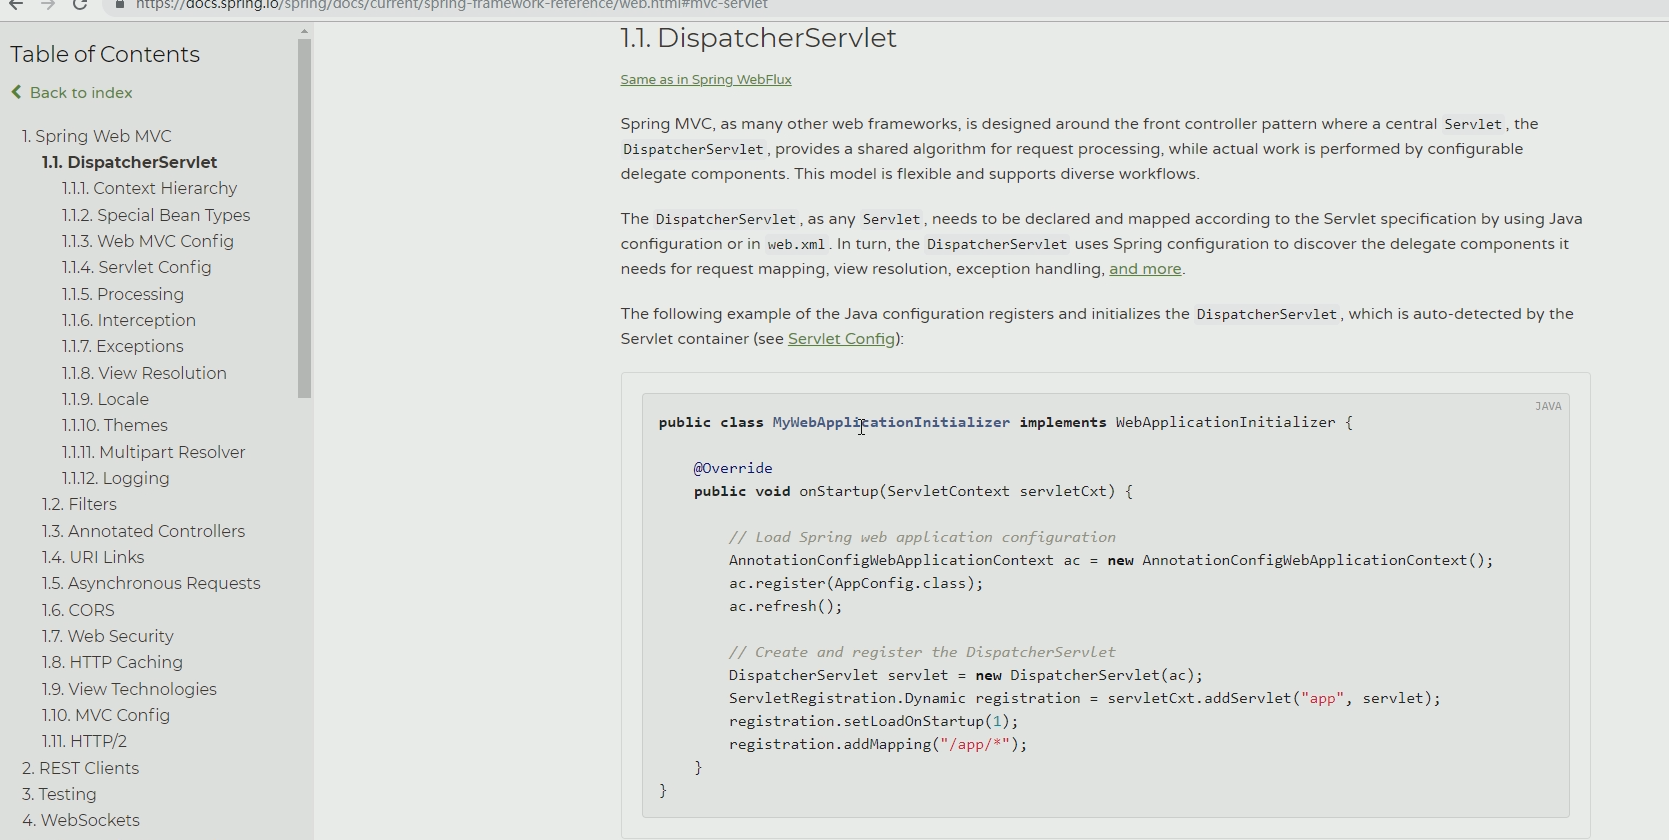 https://docs.spring.io/spring/docs/current/spring-framework-reference/web.html#mvc-servlet
Table of Contents
Back to index
1. Spring Web MVC
1.1. DispatcherServlet
1.1.1. Context Hierarchy
1.1.2. Special Bean Types
1.1.3. Web MVC Config
1.1.4. Servlet Config
1.1.5. Processing
1.1.6. Interception
1.1.7. Exceptions
1.1.8. View Resolution
1.1.9. Locale
1.1.10. Themes
1.1.11. Multipart Resolver
1.1.12. Logging
1.2. Filters
1.3. Annotated Controllers
1.4. URI Links
1.5. Asynchronous Requests
1.6. CORS
1.7. Web Security
1.8. HTTP Caching
1.9. View Technologies
1.10. MVC Config
1.11. HTTP/2
2. REST Clients
3. Testing
4. WebSockets
1.1. DispatcherServlet
Same as in Spring WebFlux
Spring MVC, as many other web frameworks, is designed around the front controller pattern where a central Servlet, the
DispatcherServlet, provides a shared algorithm for request processing, while actual work is performed by configurable
delegate components. This model is flexible and supports diverse workflows.
The DispatcherServlet, as any Servlet, needs to be declared and mapped according to the Servlet specification by using Java
configuration or in web.xml. In turn, the DispatcherServlet uses Spring configuration to discover the delegate components it
needs for request mapping, view resolution, exception handling, and more.
The following example of the Java configuration registers and initializes the DispatcherServlet, which is auto-detected by the
Servlet container (see Servlet Config):
JAVA
public class MyWebApplicationInitializer implements WebApplicationInitializer {
@Override
public void onStartup(ServletContext servletCxt) {
// Load Spring web application configuration
AnnotationConfigWebApplicationContext ac = new AnnotationConfigWebApplicationContext();
ac.register(AppConfig.class);
ac.refresh();
// Create and register the DispatcherServlet
DispatcherServlet servlet = new DispatcherServlet(ac);
ServletRegistration.Dynamic registration = servletCxt.addServlet("app", servlet);
registration.setLoadOnStartup(1);
registration.addMapping("/app/*");
}
}